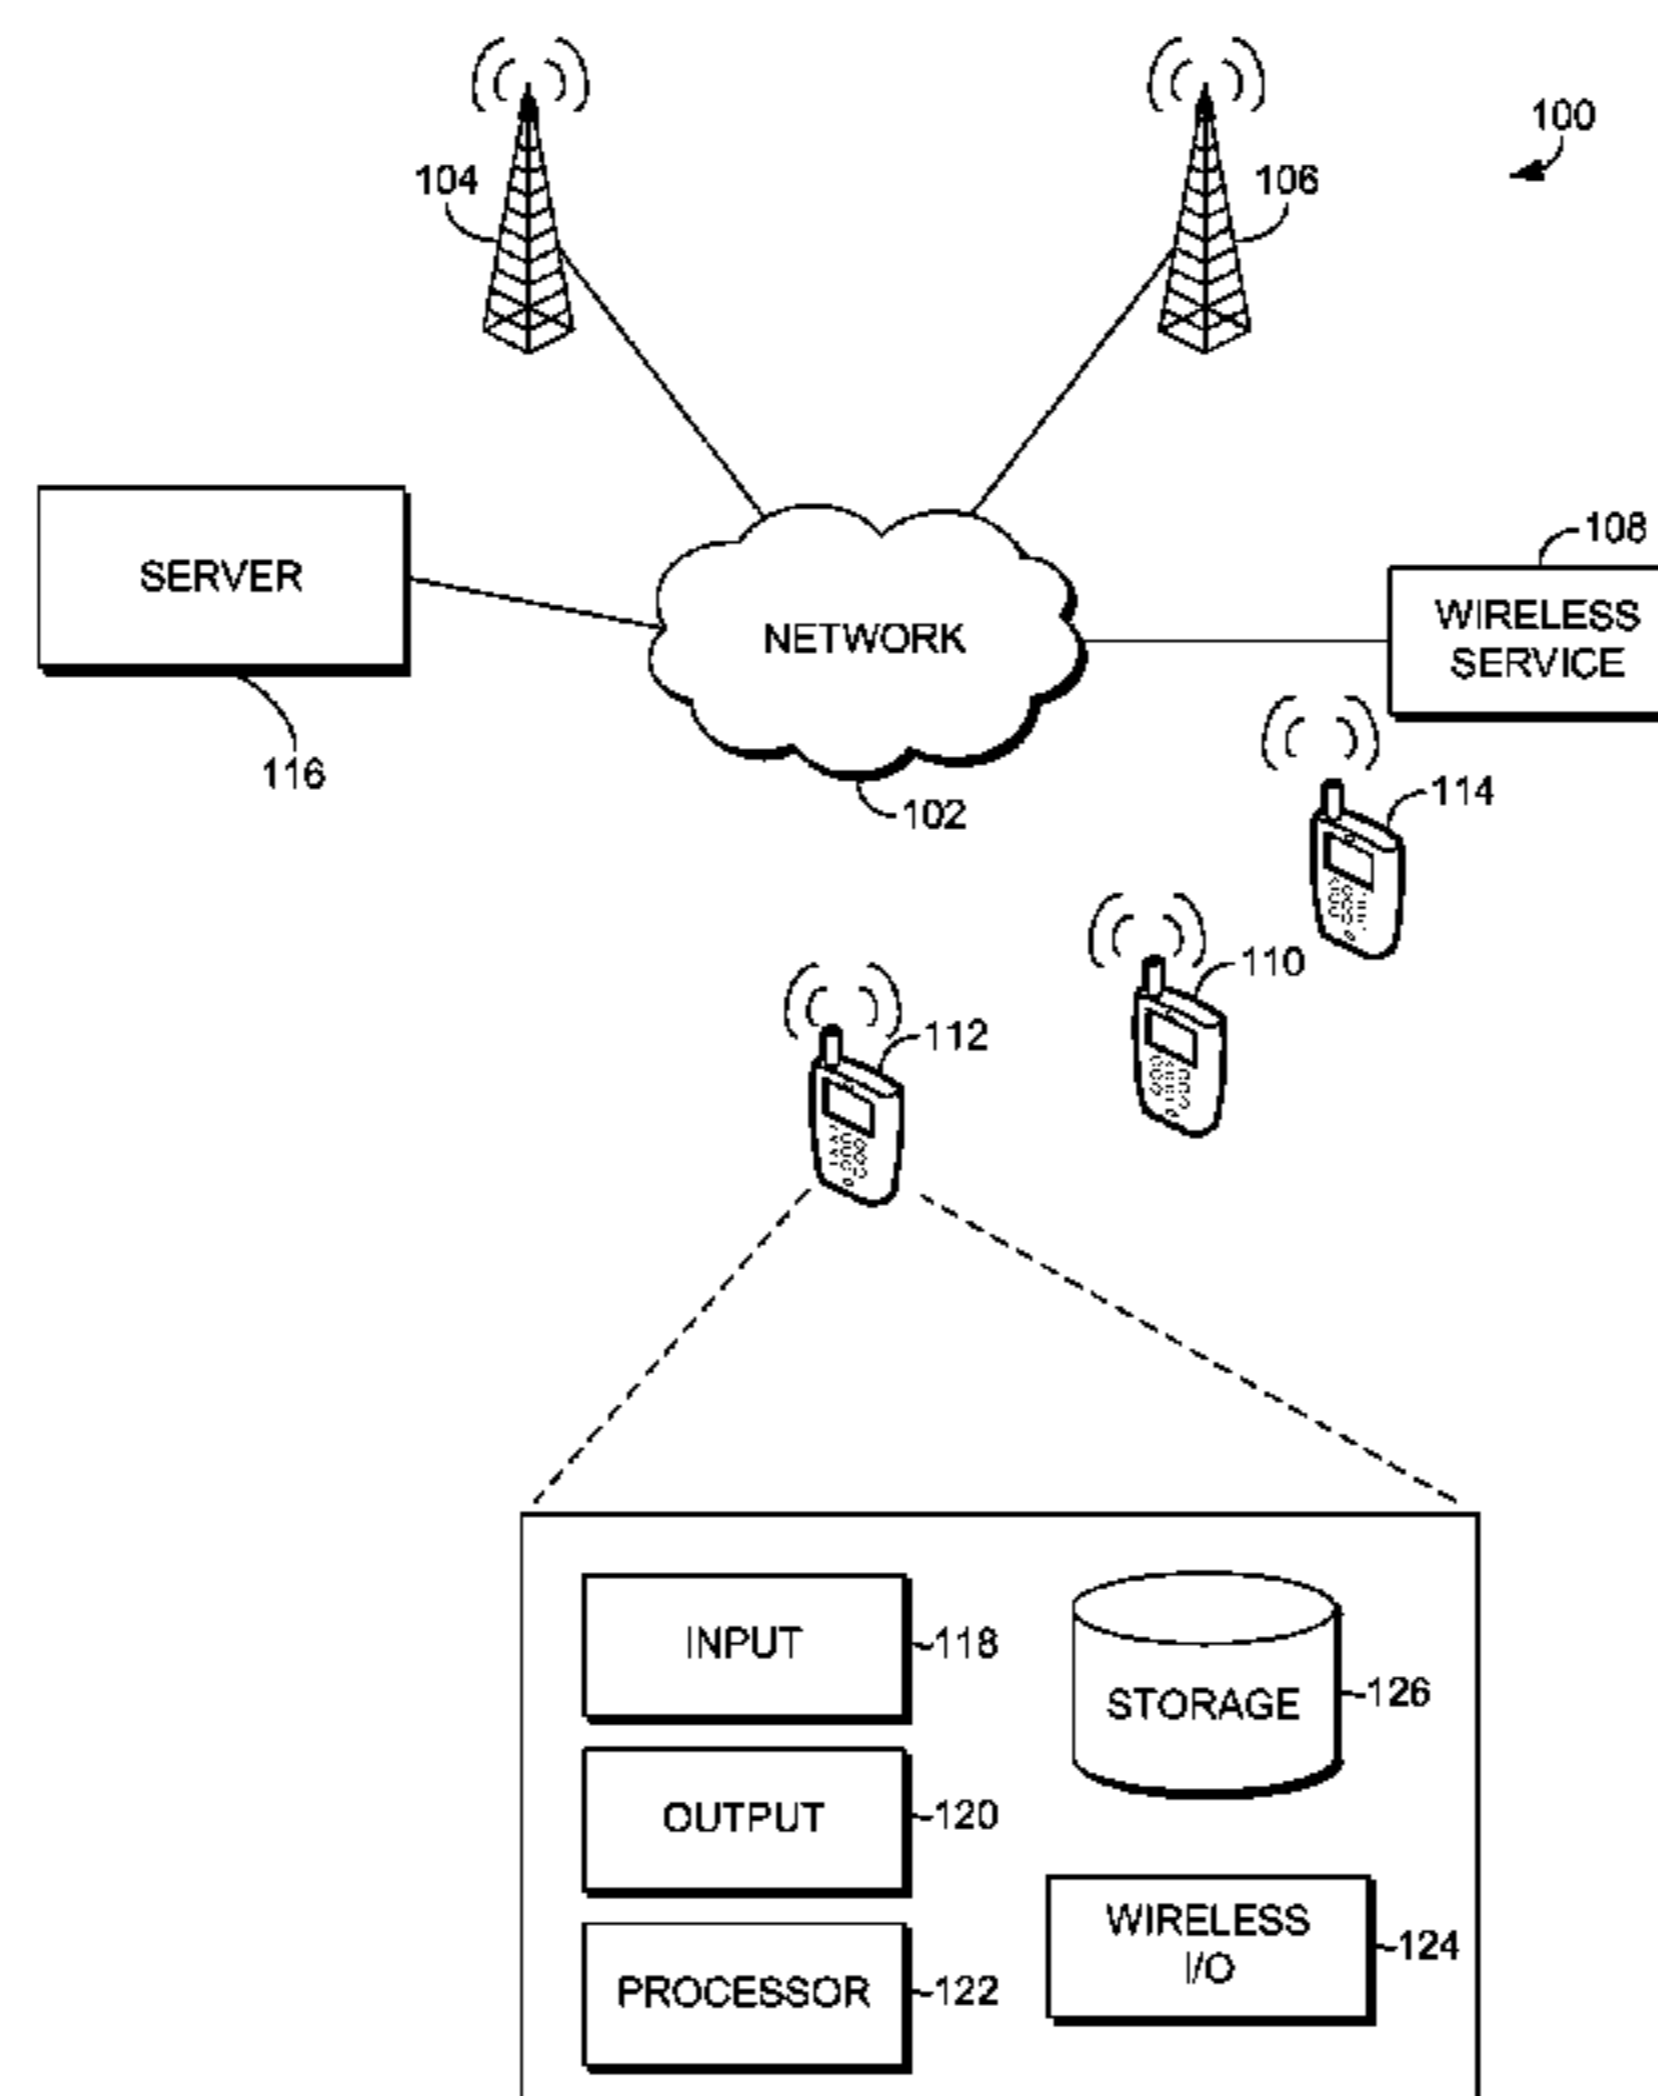 100
104
106
SERVER
108
NETWORK
WIRELESS
SERVICE
116
102
114
110
112
INPUT
118
STORAGE
126
OUTPUT
120
WIRELESS
I/O
124
PROCESSOR
122